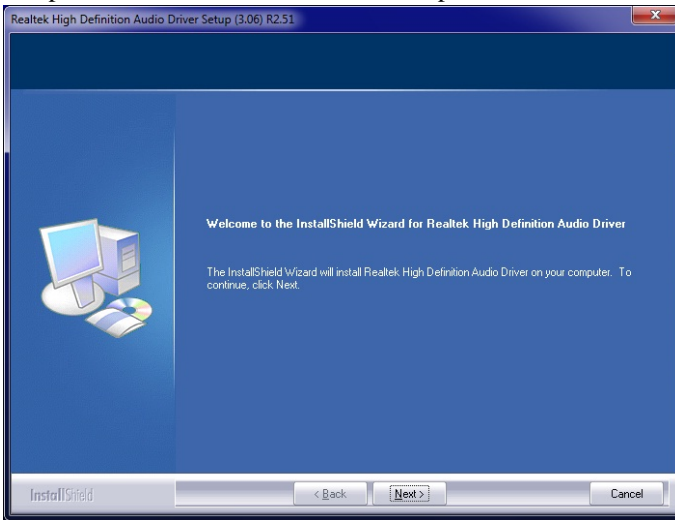 Realtek High Definition Audio Driver Setup (3.06) R2.51
Welcome to the InstallShield Wizard for Realtek High Definition Audio Driver
The InstallShield Wizard will install Realtek High Definition Audio Driver on your computer. To
continue, click Next.
InstallShield
< Back
Next >
Cancel